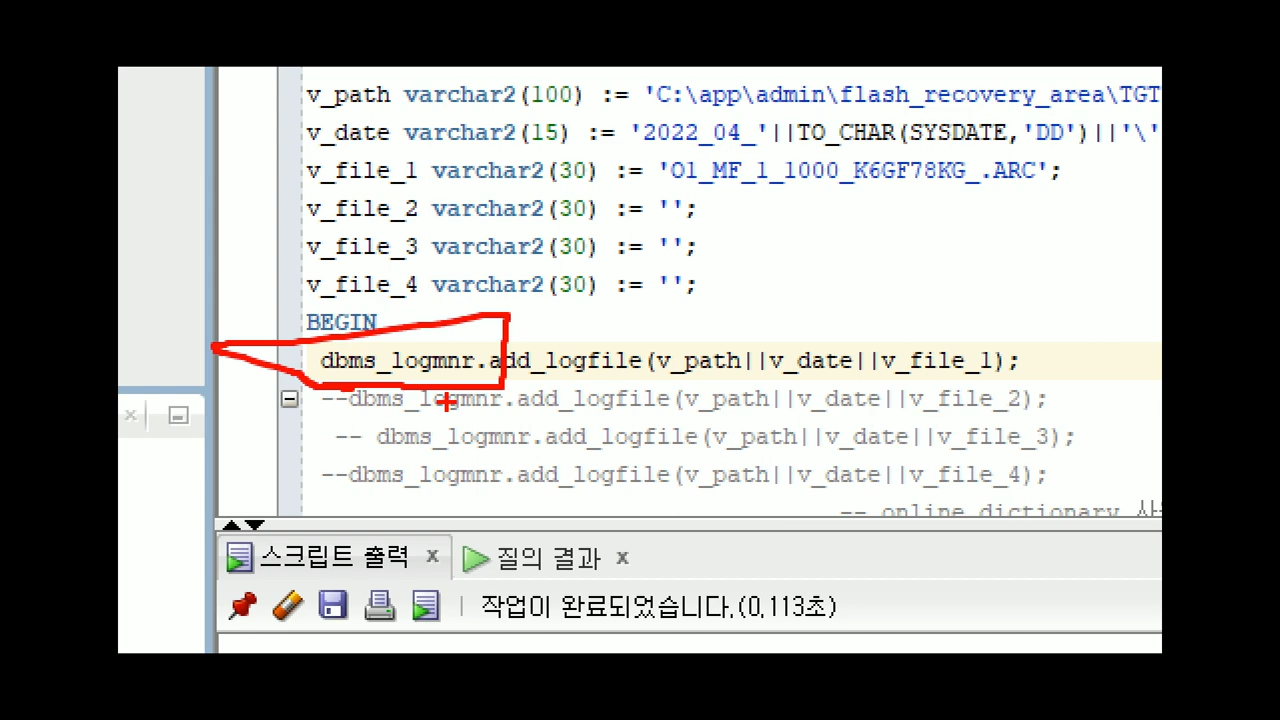 v_path varchar2(100) := 'C:\app\admin\flash_recovery_area\TGT
v_date varchar2(15) := '2022_04_'||TO_CHAR(SYSDATE,'DD')||'\'
v_file_1 varchar2(30) := 'O1_MF_1_1000_K6GF78KG_.ARC';
v_file_2 varchar2(30) := '';
v_file_3 varchar2(30) := '';
v_file_4 varchar2(30) := '';
BEGIN
dbms_logmnr.add_logfile(v_path||v_date||v_file_1);
--dbms_logmnr.add_logfile(v_path||v_date||v_file_2);
-- dbms_logmnr.add_logfile(v_path||v_date||v_file_3);
--dbms_logmnr.add_logfile(v_path||v_date||v_file_4);
-- online dictionary
스크립트 출력 x 질의 결과 x
작업이 완료되었습니다.(0.113초)